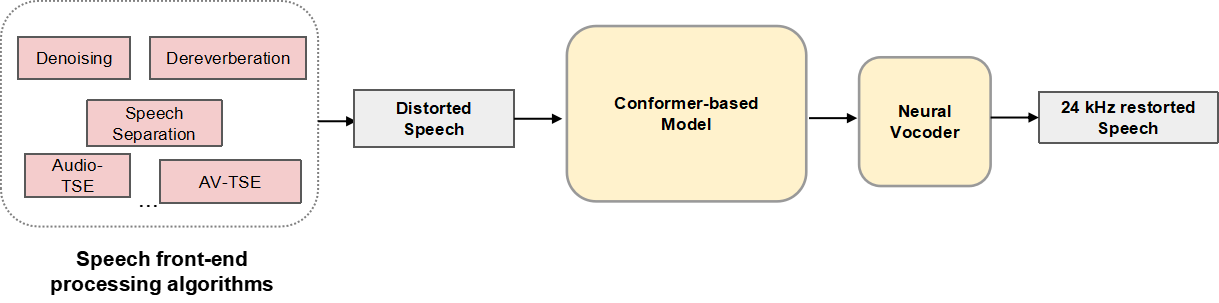 Denoising
Dereverberation
Speech
Separation
Audio-
TSE
AV-TSE
...
Speech front-end
processing algorithms
Distorted
Speech
Conformer-based
Model
Neural
Vocoder
24 kHz restorted
Speech